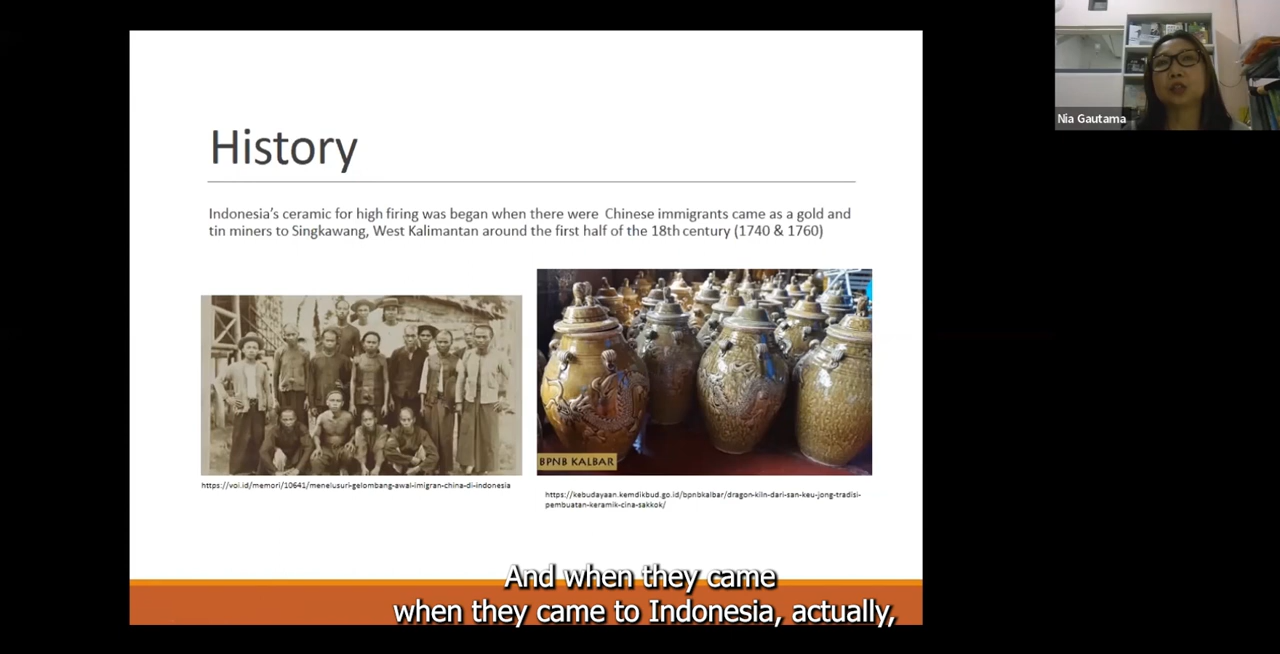 History
Indonesia's ceramic for high firing was began when there were Chinese immigrants came as a gold and
tin miners to Singkawang, West Kalimantan around the first half of the 18th century (1740 & 1760)
BPNB KALBAR
https://voi.id/memori/10641/menelusuri-gelombang-awal-imigran-china-di-indonesia
https://kebudayaan.kemdikbud.go.id/bpnbkalbar/dragon-kiln-dari-san-keu-jong-tradisi-
pembuatan-keramik-cina-sakkok/
And when they came
when they came to Indonesia, actually,
Nia Gautama